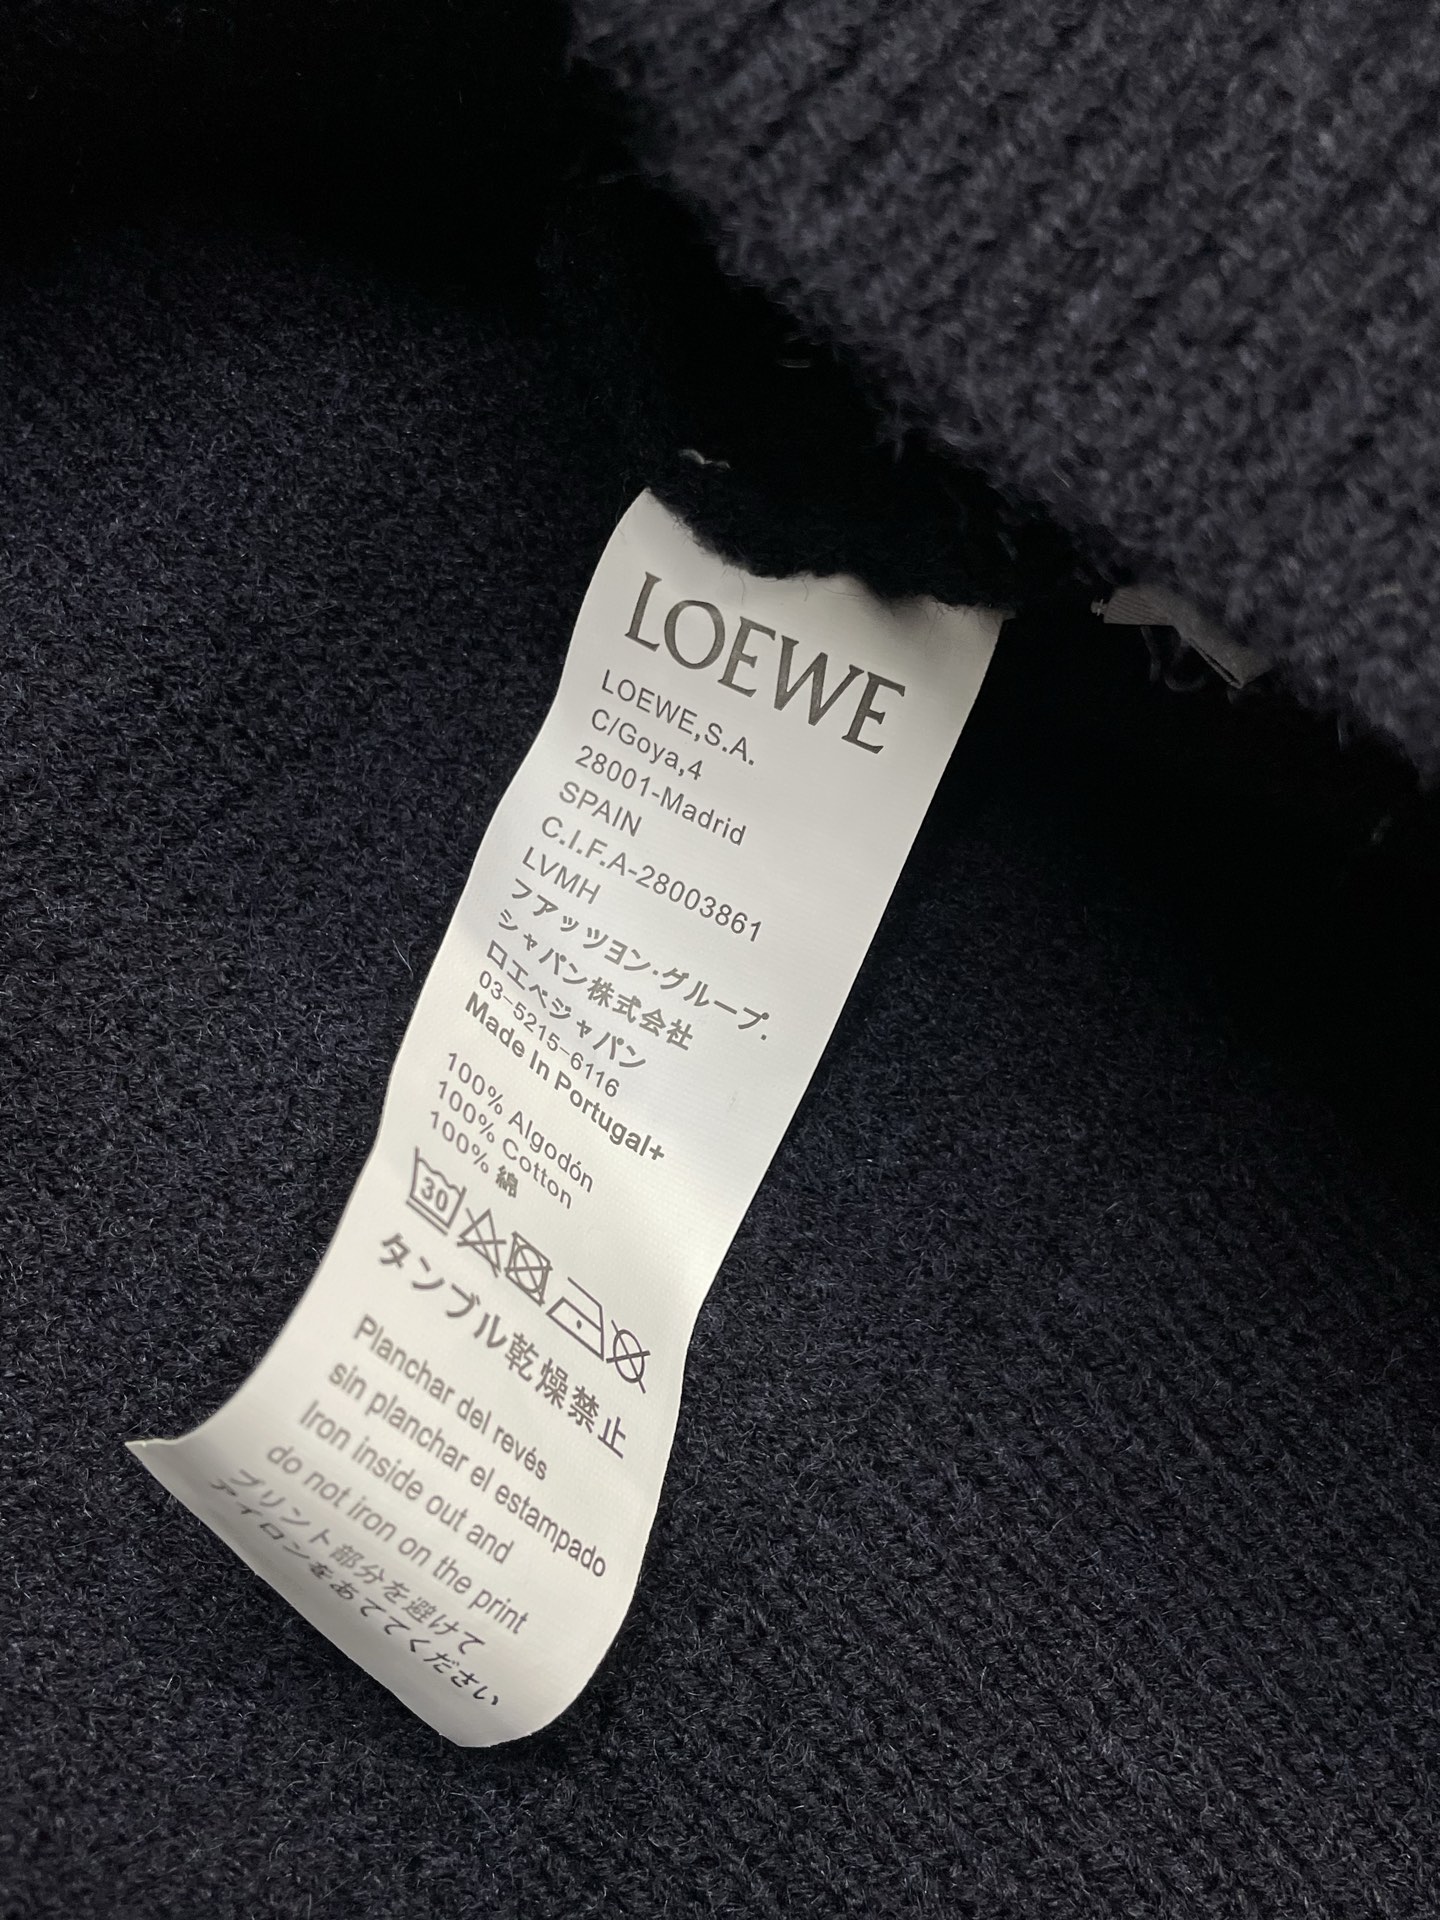 LOEWE
LOEWE,S.A.
C/Goya,4
28001-Madrid
SPAIN
C.I.F.A-28003861
LVMH
フアッツヨン·グループ.
シャパン株式会社
ロエベジャパン
03-5215-6116
Made In Portugal+
100% Algodón
100% Cotton
100% 綿
30
タンブル乾燥禁止
Planchar del revés
sin planchar el estampado
Iron inside out and
do not iron on the print
プリント部分を避けて
アイロンをあててください